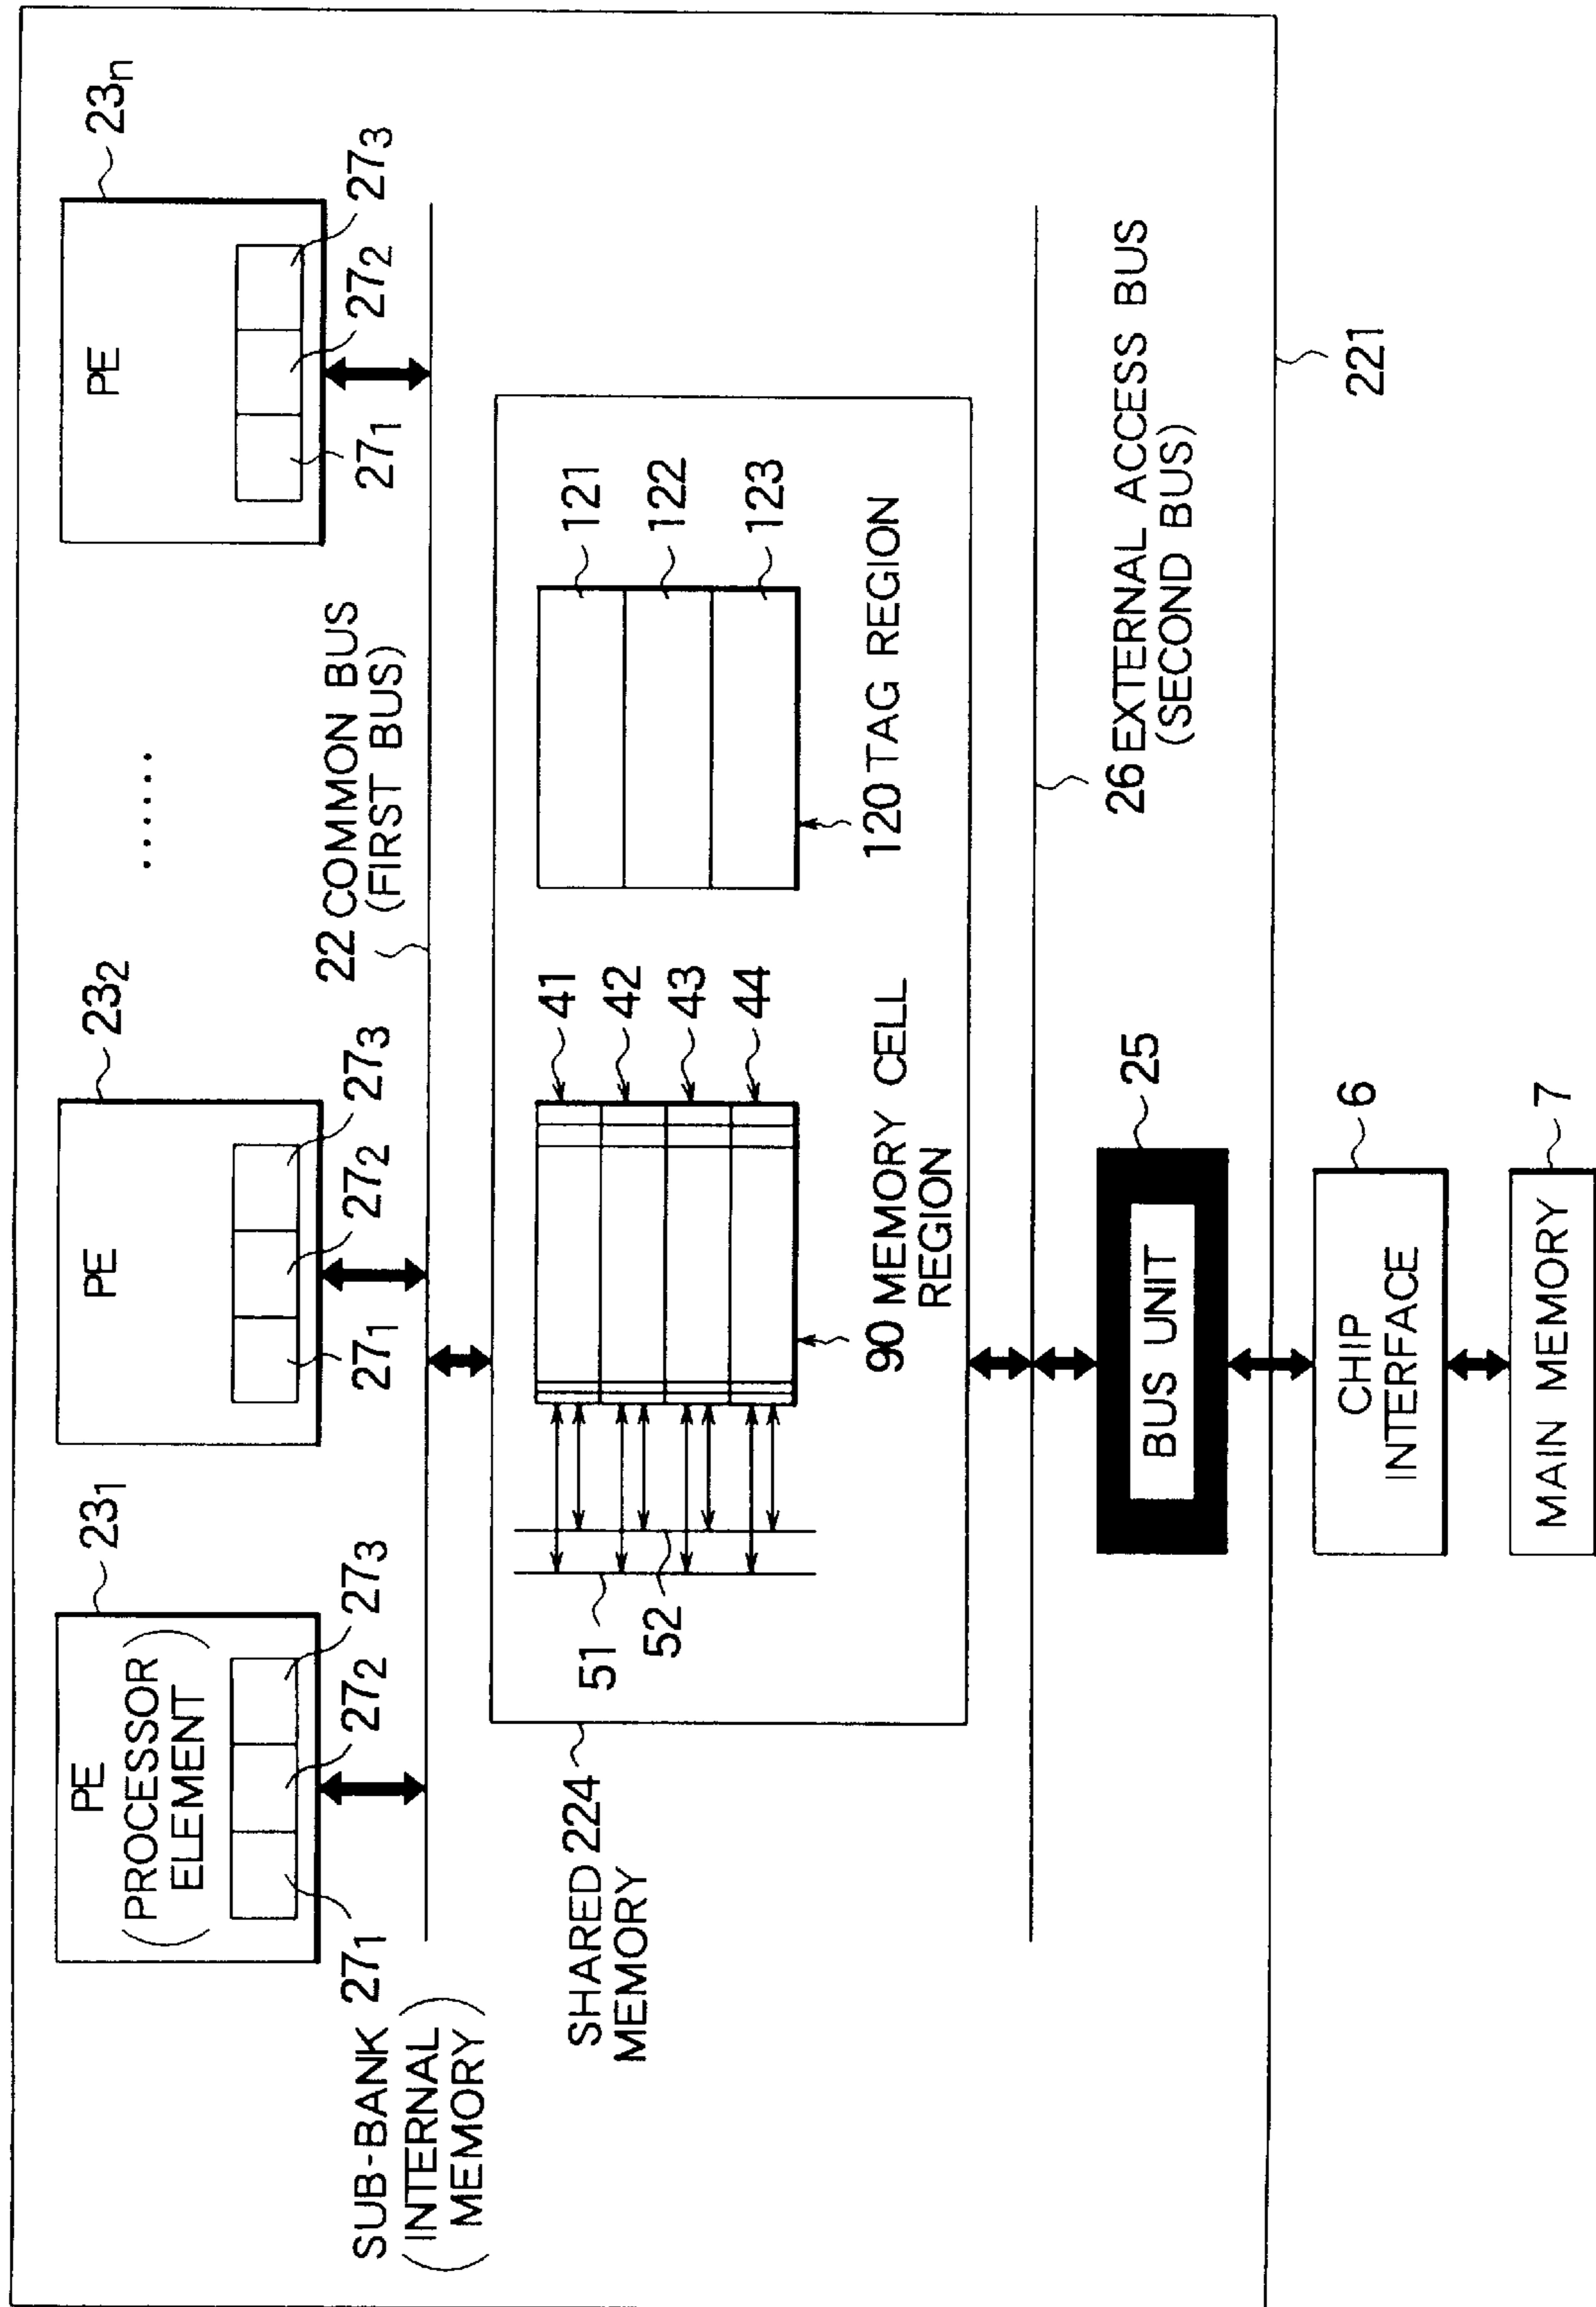 23₁
23₂
23ₙ
PE
(PROCESSOR
ELEMENT)
PE
......
PE
27₁
27₂
27₃
27₁
27₂
27₃
27₁
27₂
27₃
SUB-BANK
(INTERNAL
MEMORY)
22 COMMON BUS
(FIRST BUS)
SHARED 224
MEMORY
51
52
41
42
43
44
90 MEMORY CELL
REGION
121
122
123
120 TAG REGION
26 EXTERNAL ACCESS BUS
(SECOND BUS)
25
BUS UNIT
221
6
CHIP
INTERFACE
7
MAIN MEMORY